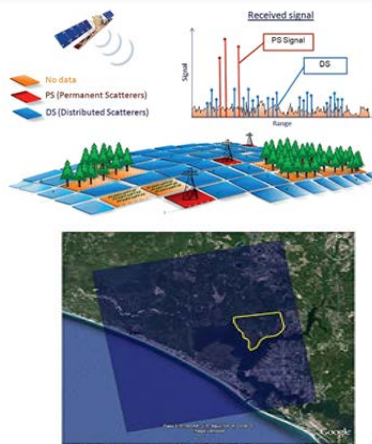 Received signal
PS Signal
DS
Signal
Range
No data
PS (Permanent Scatterers)
DS (Distributed Scatterers)
Google